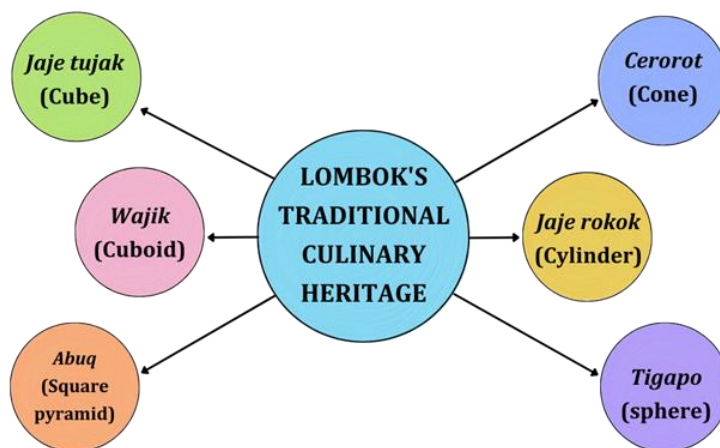 Jaje tujak
(Cube)
Cerorot
(Cone)
LOMBOK'S
TRADITIONAL
CULINARY
HERITAGE
Wajik
(Cuboid)
Jaje rokok
(Cylinder)
Abuq
(Square
pyramid)
Tigapo
(sphere)